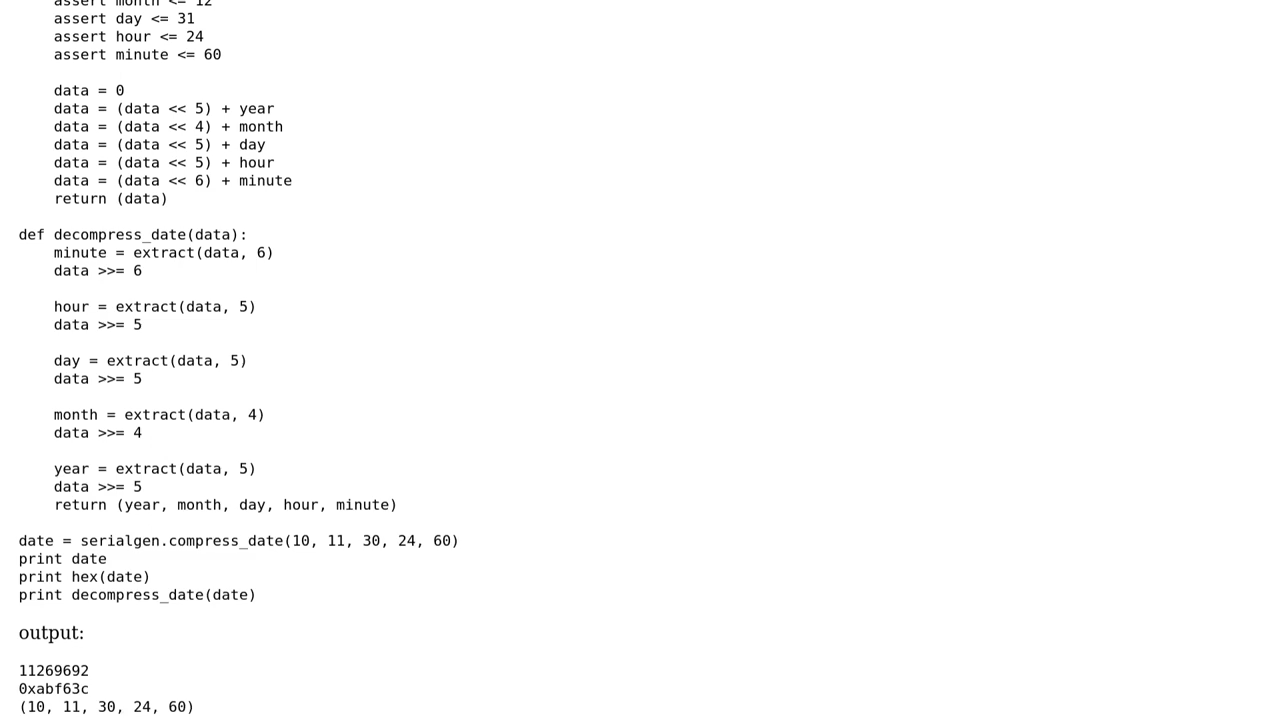 assert month <= 12
    assert day <= 31
    assert hour <= 24
    assert minute <= 60

    data = 0
    data = (data << 5) + year
    data = (data << 4) + month
    data = (data << 5) + day
    data = (data << 5) + hour
    data = (data << 6) + minute
    return (data)

def decompress_date(data):
    minute = extract(data, 6)
    data >>= 6

    hour = extract(data, 5)
    data >>= 5

    day = extract(data, 5)
    data >>= 5

    month = extract(data, 4)
    data >>= 4

    year = extract(data, 5)
    data >>= 5
    return (year, month, day, hour, minute)

date = serialgen.compress_date(10, 11, 30, 24, 60)
print date
print hex(date)
print decompress_date(date)

output:

11269692
0xabf63c
(10, 11, 30, 24, 60)